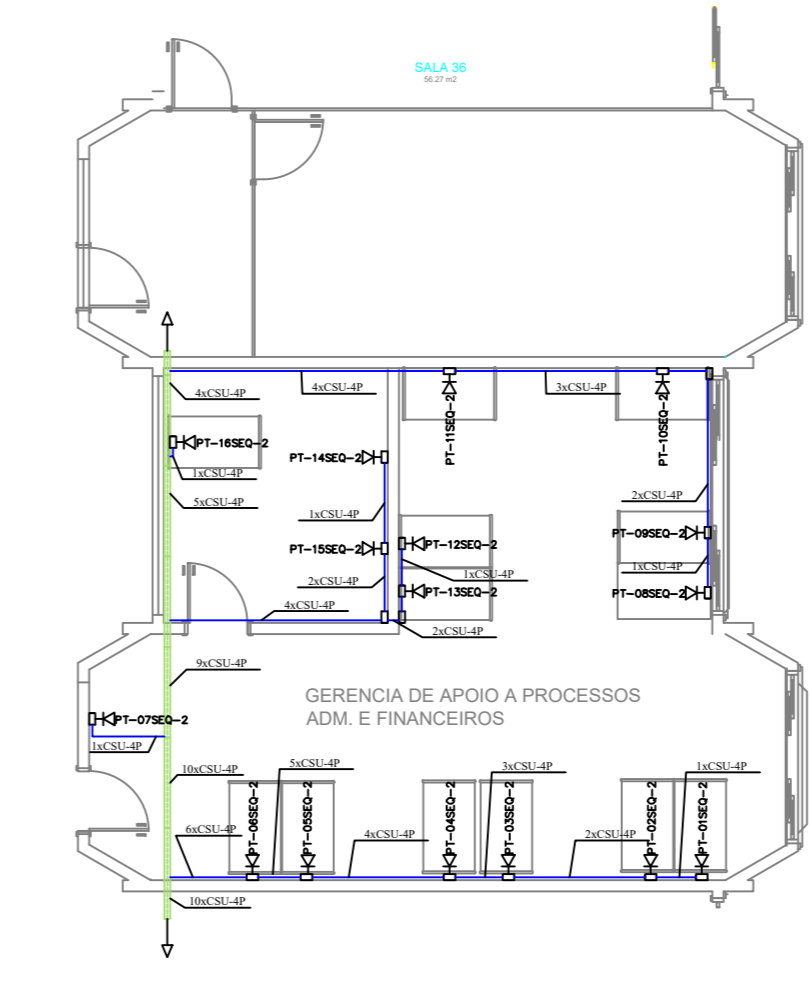 SALA 36
56.27 m2
4xCSU-4P
4xCSU-4P
3xCSU-4P
PT-11SEQ-2
PT-10SEQ-2
PT-16SEQ-2
PT-14SEQ-2
1xCSU-4P
5xCSU-4P
2xCSU-4P
1xCSU-4P
PT-09SEQ-2
PT-15SEQ-2
PT-12SEQ-2
1xCSU-4P
1xCSU-4P
2xCSU-4P
PT-13SEQ-2
PT-08SEQ-2
4xCSU-4P
2xCSU-4P
9xCSU-4P
GERENCIA DE APOIO A PROCESSOS
ADM. E FINANCEIROS
PT-07SEQ-2
1xCSU-4P
10xCSU-4P
5xCSU-4P
3xCSU-4P
1xCSU-4P
PT-06SEQ-2
PT-05SEQ-2
PT-04SEQ-2
PT-03SEQ-2
PT-02SEQ-2
PT-01SEQ-2
6xCSU-4P
4xCSU-4P
2xCSU-4P
10xCSU-4P